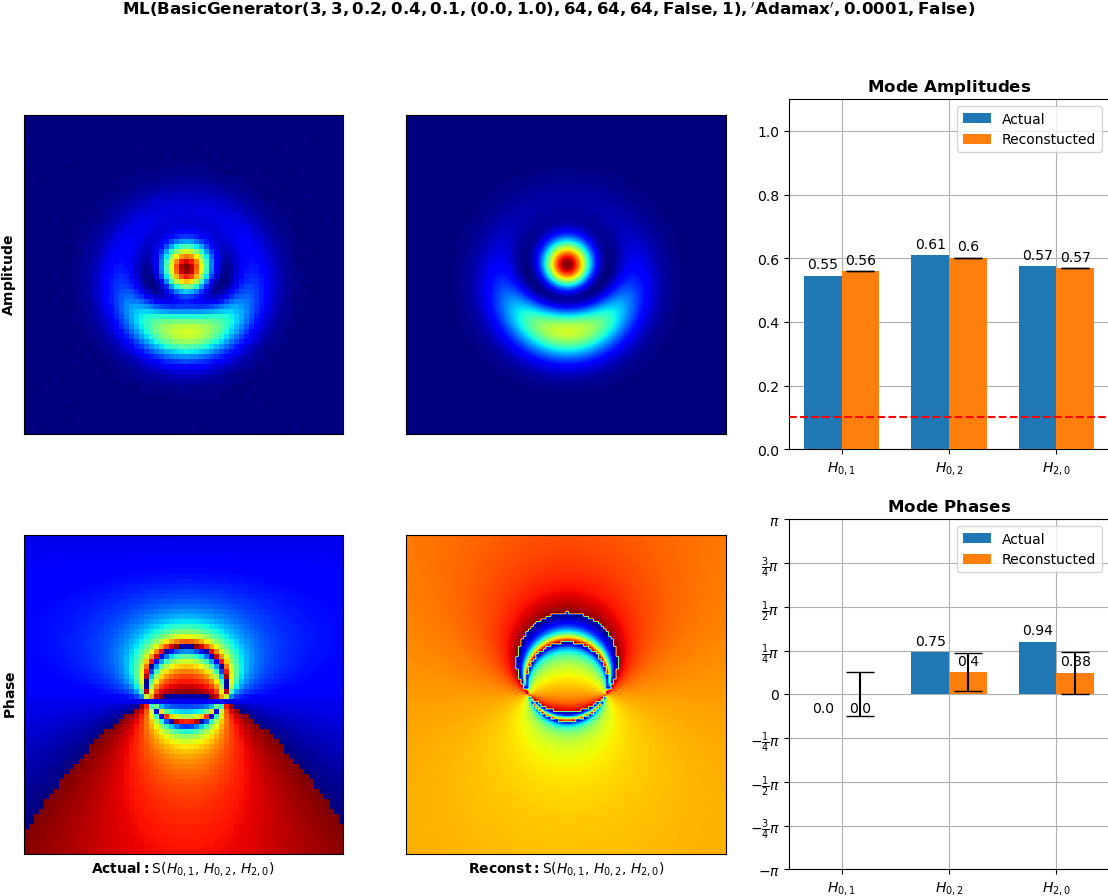 ML(BasicGenerator(3, 3, 0.2, 0.4, 0.1, (0.0, 1.0), 64, 64, 64, False, 1), ′Adamax′, 0.0001, False)
Amplitude
Mode Amplitudes
Actual
Reconstucted
1.0
0.8
0.6
0.4
0.2
0.0
0.55
0.56
0.61
0.6
0.57
0.57
H0,1
H0,2
H2,0
Phase
Actual: S(H0,1, H0,2, H2,0)
Reconst: S(H0,1, H0,2, H2,0)
Mode Phases
Actual
Reconstucted
π
3/4π
1/2π
1/4π
0
−1/4π
−1/2π
−3/4π
−π
0.0
0.0
0.75
0.4
0.94
0.38
H0,1
H0,2
H2,0